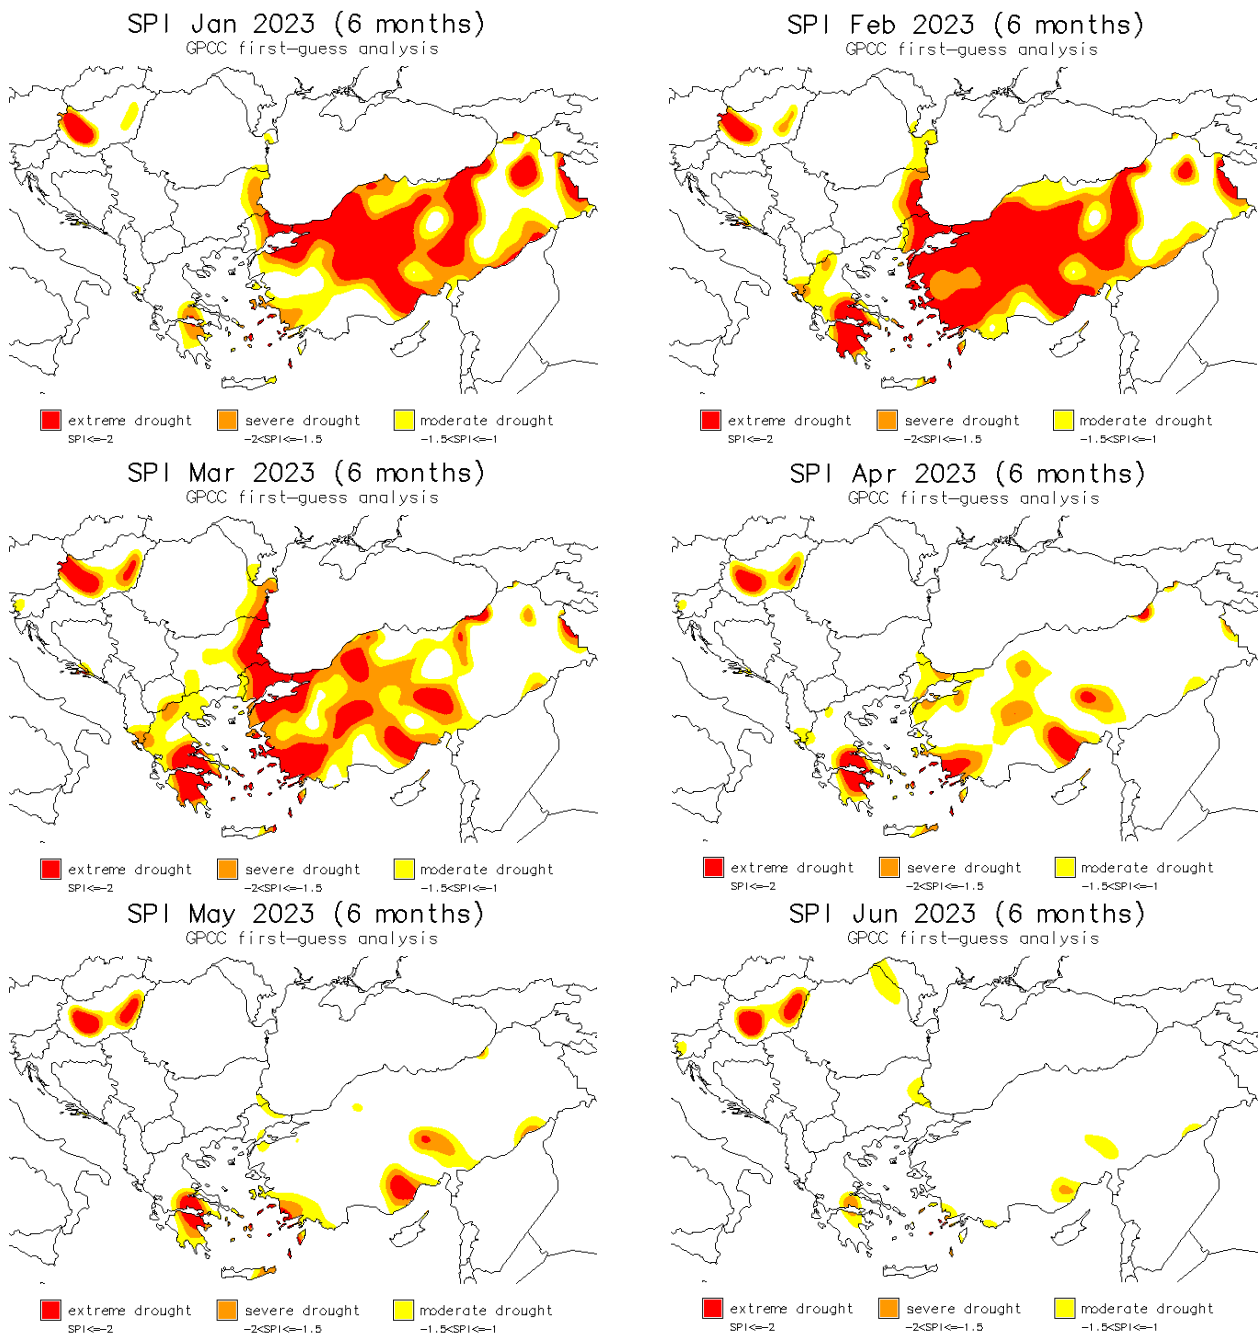 SPI Jan 2023 (6 months)
GPCC first-guess analysis
extreme drought
SPI<=-2
severe drought
-2<SPI<=-1.5
moderate drought
-1.5<SPI<=-1
SPI Feb 2023 (6 months)
GPCC first-guess analysis
extreme drought
SPI<=-2
severe drought
-2<SPI<=-1.5
moderate drought
-1.5<SPI<=-1
SPI Mar 2023 (6 months)
GPCC first-guess analysis
extreme drought
SPI<=-2
severe drought
-2<SPI<=-1.5
moderate drought
-1.5<SPI<=-1
SPI Apr 2023 (6 months)
GPCC first-guess analysis
extreme drought
SPI<=-2
severe drought
-2<SPI<=-1.5
moderate drought
-1.5<SPI<=-1
SPI May 2023 (6 months)
GPCC first-guess analysis
extreme drought
SPI<=-2
severe drought
-2<SPI<=-1.5
moderate drought
-1.5<SPI<=-1
SPI Jun 2023 (6 months)
GPCC first-guess analysis
extreme drought
SPI<=-2
severe drought
-2<SPI<=-1.5
moderate drought
-1.5<SPI<=-1